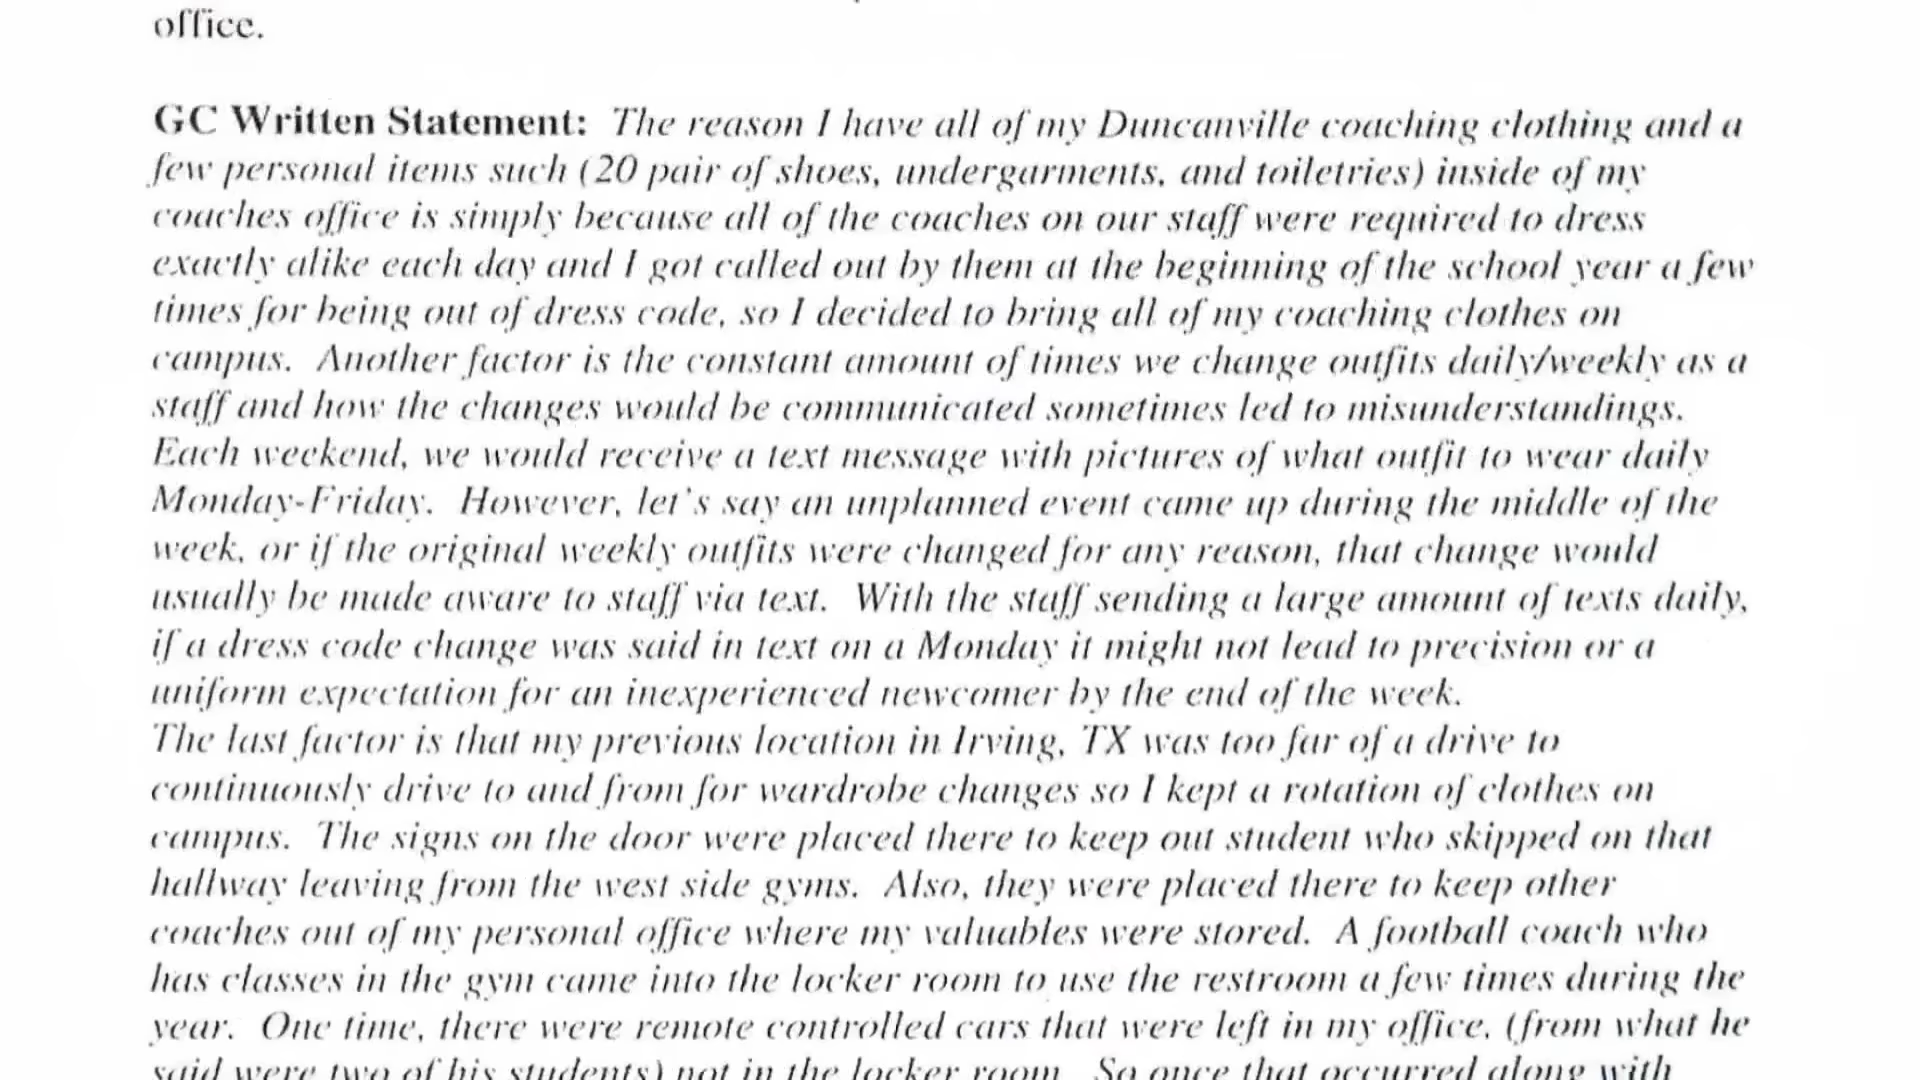 office.
GC Written Statement: The reason I have all of my Duncanville coaching clothing and a
few personal items such (20 pair of shoes, undergarments, and toiletries) inside of my
coaches office is simply because all of the coaches on our staff were required to dress
exactly alike each day and I got called out by them at the beginning of the school year a few
times for being out of dress code, so I decided to bring all of my coaching clothes on
campus. Another factor is the constant amount of times we change outfits daily/weekly as a
staff and how the changes would be communicated sometimes led to misunderstandings.
Each weekend, we would receive a text message with pictures of what outfit to wear daily
Monday-Friday. However, let's say an unplanned event came up during the middle of the
week, or if the original weekly outfits were changed for any reason, that change would
usually be made aware to staff via text. With the staff sending a large amount of texts daily,
if a dress code change was said in text on a Monday it might not lead to precision or a
uniform expectation for an inexperienced newcomer by the end of the week.
The last factor is that my previous location in Irving, TX was too far of a drive to
continuously drive to and from for wardrobe changes so I kept a rotation of clothes on
campus. The signs on the door were placed there to keep out student who skipped on that
hallway leaving from the west side gyms. Also, they were placed there to keep other
coaches out of my personal office where my valuables were stored. A football coach who
has classes in the gym came into the locker room to use the restroom a few times during the
year. One time, there were remote controlled cars that were left in my office, (from what he
said were two of his students) not in the locker room. So once that occurred along with